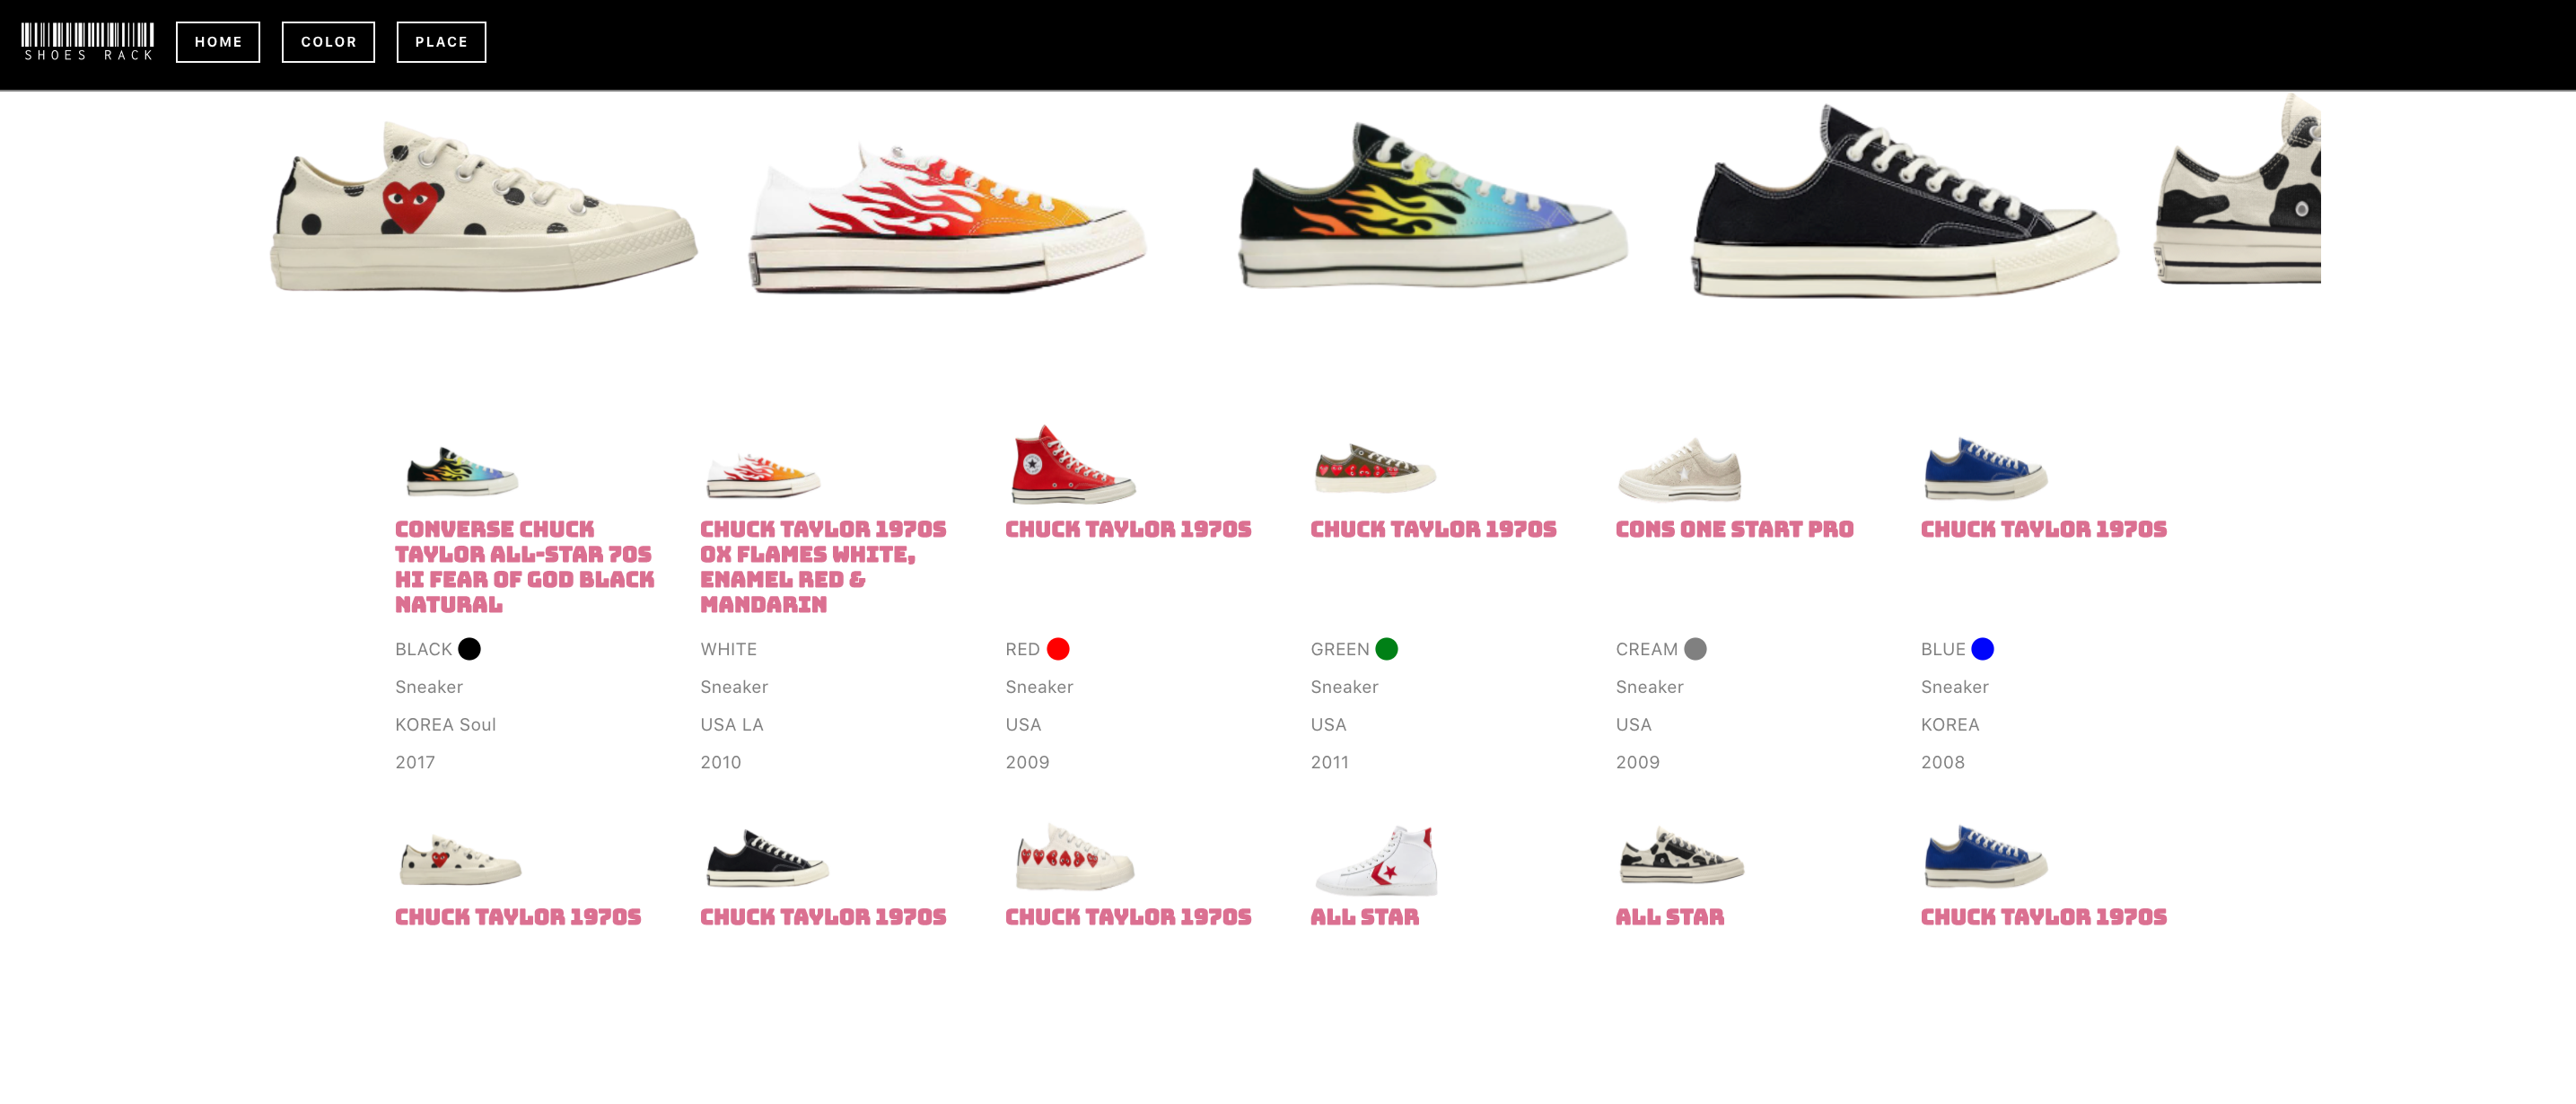 SHOES RACK
HOME
COLOR
PLACE
CONVERSE CHUCK
TAYLOR ALL-STAR 70S
HI FEAR OF GOD BLACK
NATURAL
BLACK
Sneaker
KOREA Soul
2017
CHUCK TAYLOR 1970S
OX FLAMES WHITE,
ENAMEL RED &
MANDARIN
WHITE
Sneaker
USA LA
2010
CHUCK TAYLOR 1970S
RED
Sneaker
USA
2009
CHUCK TAYLOR 1970S
GREEN
Sneaker
USA
2011
CONS ONE START PRO
CREAM
Sneaker
USA
2009
CHUCK TAYLOR 1970S
BLUE
Sneaker
KOREA
2008
CHUCK TAYLOR 1970S
CHUCK TAYLOR 1970S
CHUCK TAYLOR 1970S
ALL STAR
ALL STAR
CHUCK TAYLOR 1970S